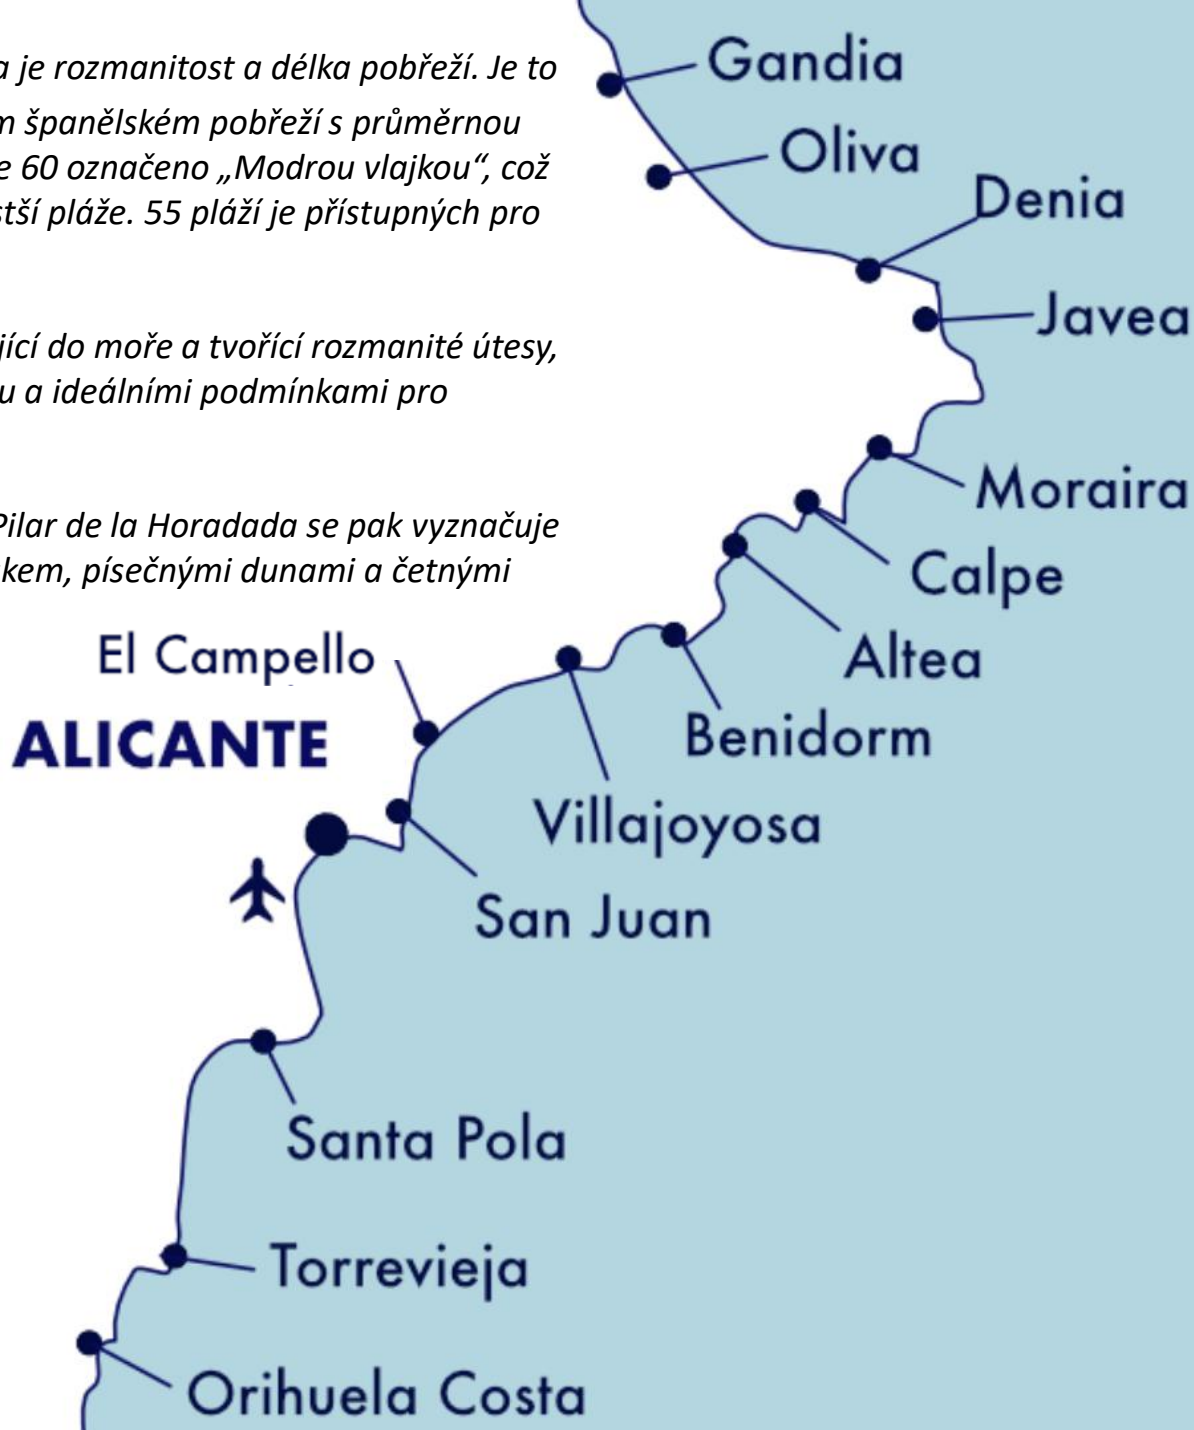 a je rozmanitost a délka pobřeží. Je to
m španělském pobřeží s průměrnou
e 60 označeno „Modrou vlajkou“, což
stší pláže. 55 pláží je přístupných pro
jící do moře a tvořící rozmanité útesy,
u a ideálními podmínkami pro
Pilar de la Horadada se pak vyznačuje
kem, písečnými dunami a četnými
Gandia
Oliva
Denia
Javea
Moraira
Calpe
Altea
Benidorm
Villajoyosa
El Campello
ALICANTE
San Juan
Santa Pola
Torrevieja
Orihuela Costa